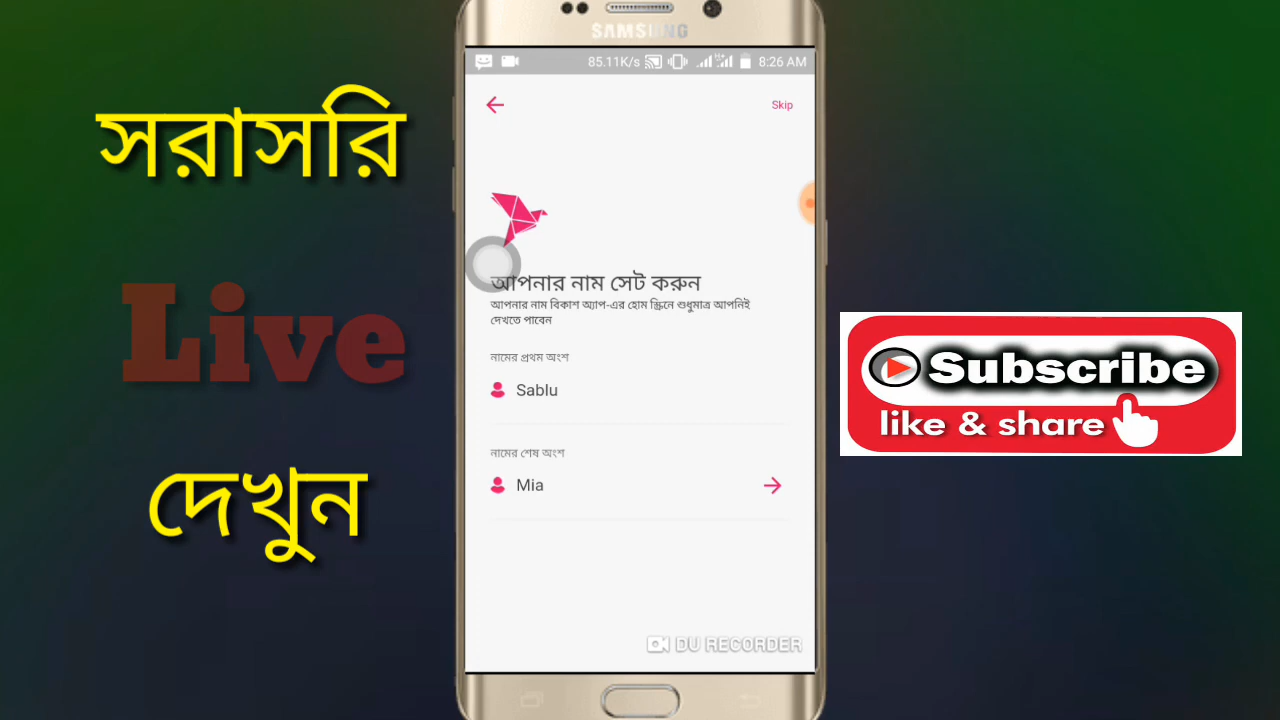 সরাসরি
Live
দেখুন
SAMSUNG
85.11K/s H+ 8:26 AM
Skip
আপনার নাম সেট করুন
আপনার নাম বিকাশ অ্যাপ-এর হোম স্ক্রিনে শুধুমাত্র আপনিই
দেখতে পাবেন
নামের প্রথম অংশ
Sablu
নামের শেষ অংশ
Mia
DU RECORDER
Subscribe
like & share